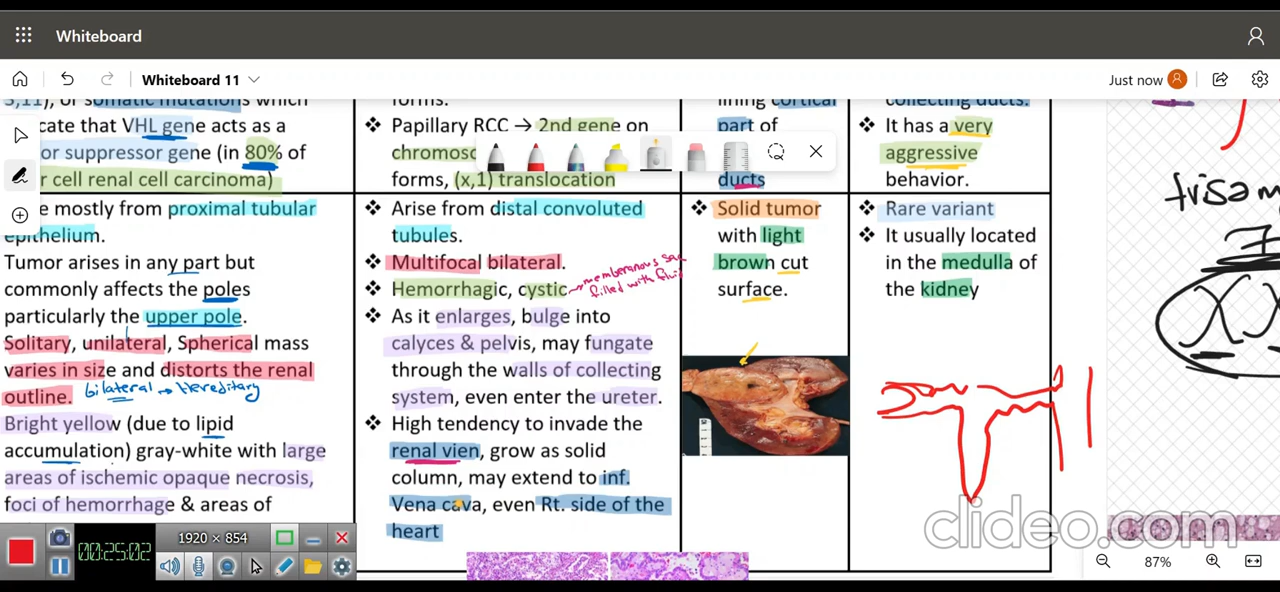 Whiteboard
Whiteboard 11
Just now
3,11), or somatic mutations which
cate that VHL gene acts as a
or suppressor gene (in 80% of
r cell renal cell carcinoma)
e mostly from proximal tubular
epithelium.
Tumor arises in any part but
commonly affects the poles
particularly the upper pole.
Solitary, unilateral, Spherical mass
varies in size and distorts the renal
outline.
bilateral → Hereditary
Bright yellow (due to lipid
accumulation) gray-white with large
areas of ischemic opaque necrosis,
foci of hemorrhage & areas of
forms.
❖ Papillary RCC → 2nd gene on
chromosc
forms, (x,1) translocation
❖ Arise from distal convoluted
tubules.
❖ Multifocal bilateral.
❖ Hemorrhagic, cystic
→ membranous sac
filled with fluid
❖ As it enlarges, bulge into
calyces & pelvis, may fungate
through the walls of collecting
system, even enter the ureter.
❖ High tendency to invade the
renal vien, grow as solid
column, may extend to inf.
Vena cava, even Rt. side of the
heart
lining cortical
part of
ducts
❖ Solid tumor
with light
brown cut
surface.
collecting ducts.
❖ It has a very
aggressive
behavior.
❖ Rare variant
❖ It usually located
in the medulla of
the kidney
trisam
7
XX
00:25:02
1920 × 854
clideo.com
87%